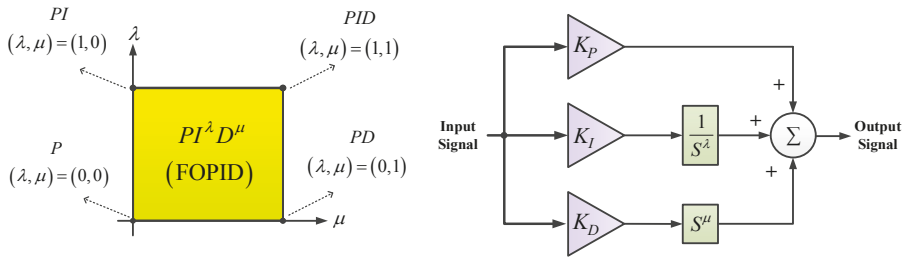 PI
(λ, μ) = (1, 0)
λ
PID
(λ, μ) = (1, 1)
PI^λ D^μ
(FOPID)
P
(λ, μ) = (0, 0)
PD
(λ, μ) = (0, 1)
μ
K_P
+
Input
Signal
K_I
1
S^λ
+
Σ
Output
Signal
+
K_D
S^μ